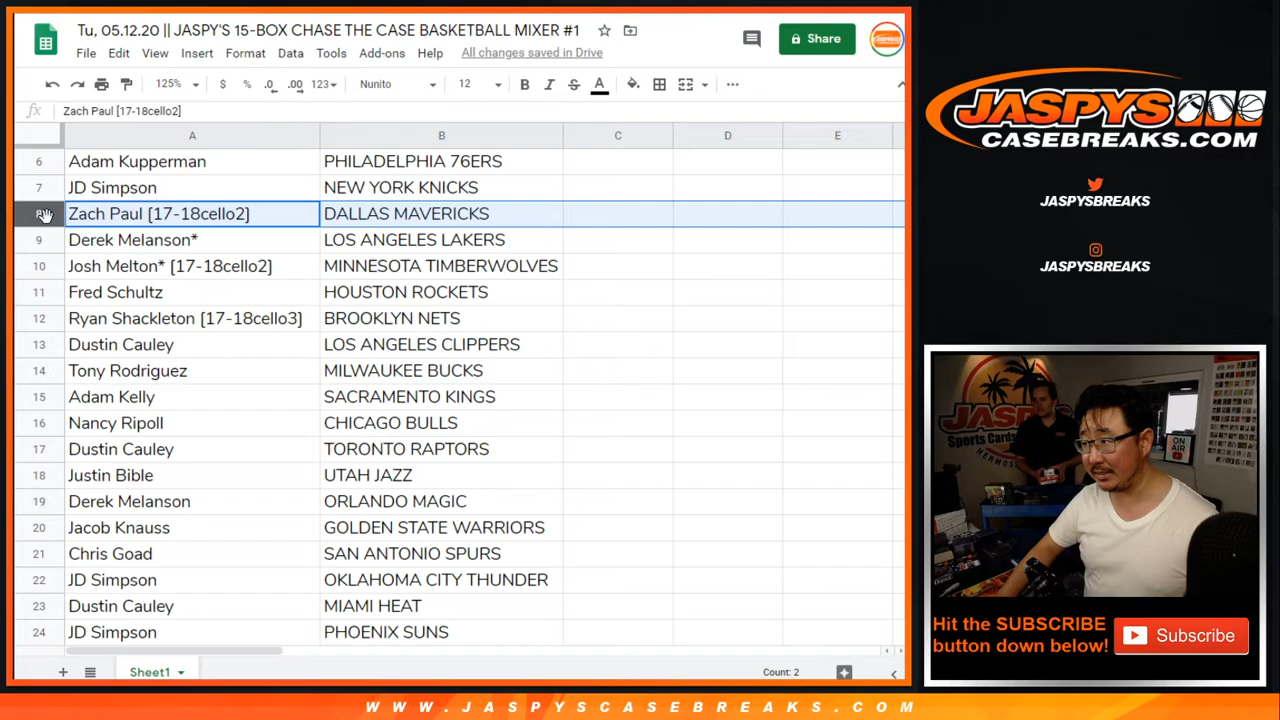 Tu, 05.12.20 || JASPY'S 15-BOX CHASE THE CASE BASKETBALL MIXER #1
File Edit View Insert Format Data Tools Add-ons Help All changes saved in Drive
Share
125% $ % .0 .00 123 Nunito 12 B I S A
fx Zach Paul [17-18cello2]
A B C D E
6 Adam Kupperman PHILADELPHIA 76ERS
7 JD Simpson NEW YORK KNICKS
8 Zach Paul [17-18cello2] DALLAS MAVERICKS
9 Derek Melanson* LOS ANGELES LAKERS
10 Josh Melton* [17-18cello2] MINNESOTA TIMBERWOLVES
11 Fred Schultz HOUSTON ROCKETS
12 Ryan Shackleton [17-18cello3] BROOKLYN NETS
13 Dustin Cauley LOS ANGELES CLIPPERS
14 Tony Rodriguez MILWAUKEE BUCKS
15 Adam Kelly SACRAMENTO KINGS
16 Nancy Ripoll CHICAGO BULLS
17 Dustin Cauley TORONTO RAPTORS
18 Justin Bible UTAH JAZZ
19 Derek Melanson ORLANDO MAGIC
20 Jacob Knauss GOLDEN STATE WARRIORS
21 Chris Goad SAN ANTONIO SPURS
22 JD Simpson OKLAHOMA CITY THUNDER
23 Dustin Cauley MIAMI HEAT
24 JD Simpson PHOENIX SUNS
Sheet1
Count: 2
JASPYS
CASEBREAKS.COM
JASPYSBREAKS
JASPYSBREAKS
JASPYS
Sports Cards
HERMOS
ON AIR
Hit the SUBSCRIBE
button down below!
Subscribe
WWW.JASPYSCASEBREAKS.COM